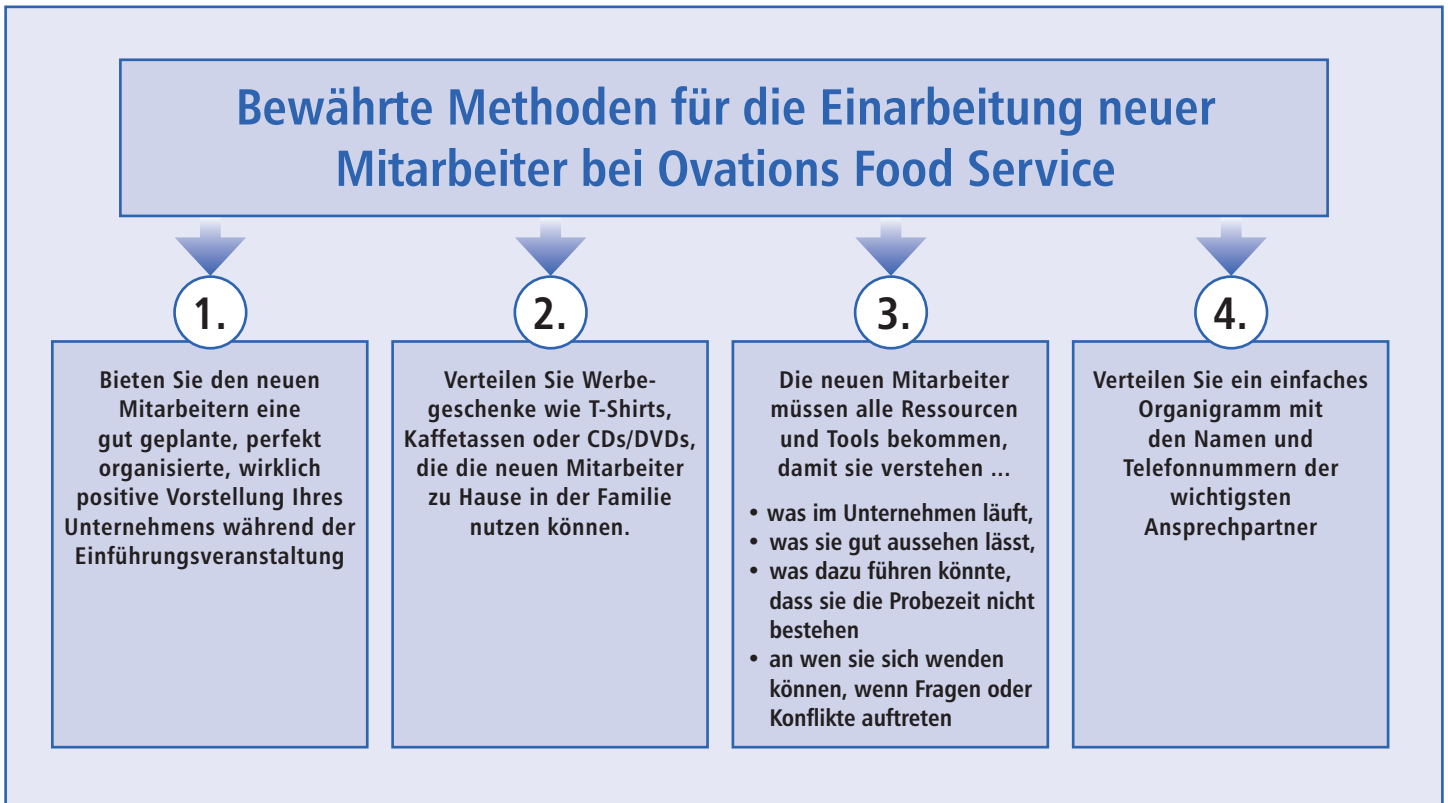 Bewährte Methoden für die Einarbeitung neuer
Mitarbeiter bei Ovations Food Service
1.
Bieten Sie den neuen
Mitarbeitern eine
gut geplante, perfekt
organisierte, wirklich
positive Vorstellung Ihres
Unternehmens während der
Einführungsveranstaltung
2.
Verteilen Sie Werbe-
geschenke wie T-Shirts,
Kaffetassen oder CDs/DVDs,
die die neuen Mitarbeiter
zu Hause in der Familie
nutzen können.
3.
Die neuen Mitarbeiter
müssen alle Ressourcen
und Tools bekommen,
damit sie verstehen ...
• was im Unternehmen läuft,
• was sie gut aussehen lässt,
• was dazu führen könnte,
dass sie die Probezeit nicht
bestehen
• an wen sie sich wenden
können, wenn Fragen oder
Konflikte auftreten
4.
Verteilen Sie ein einfaches
Organigramm mit
den Namen und
Telefonnummern der
wichtigsten
Ansprechpartner